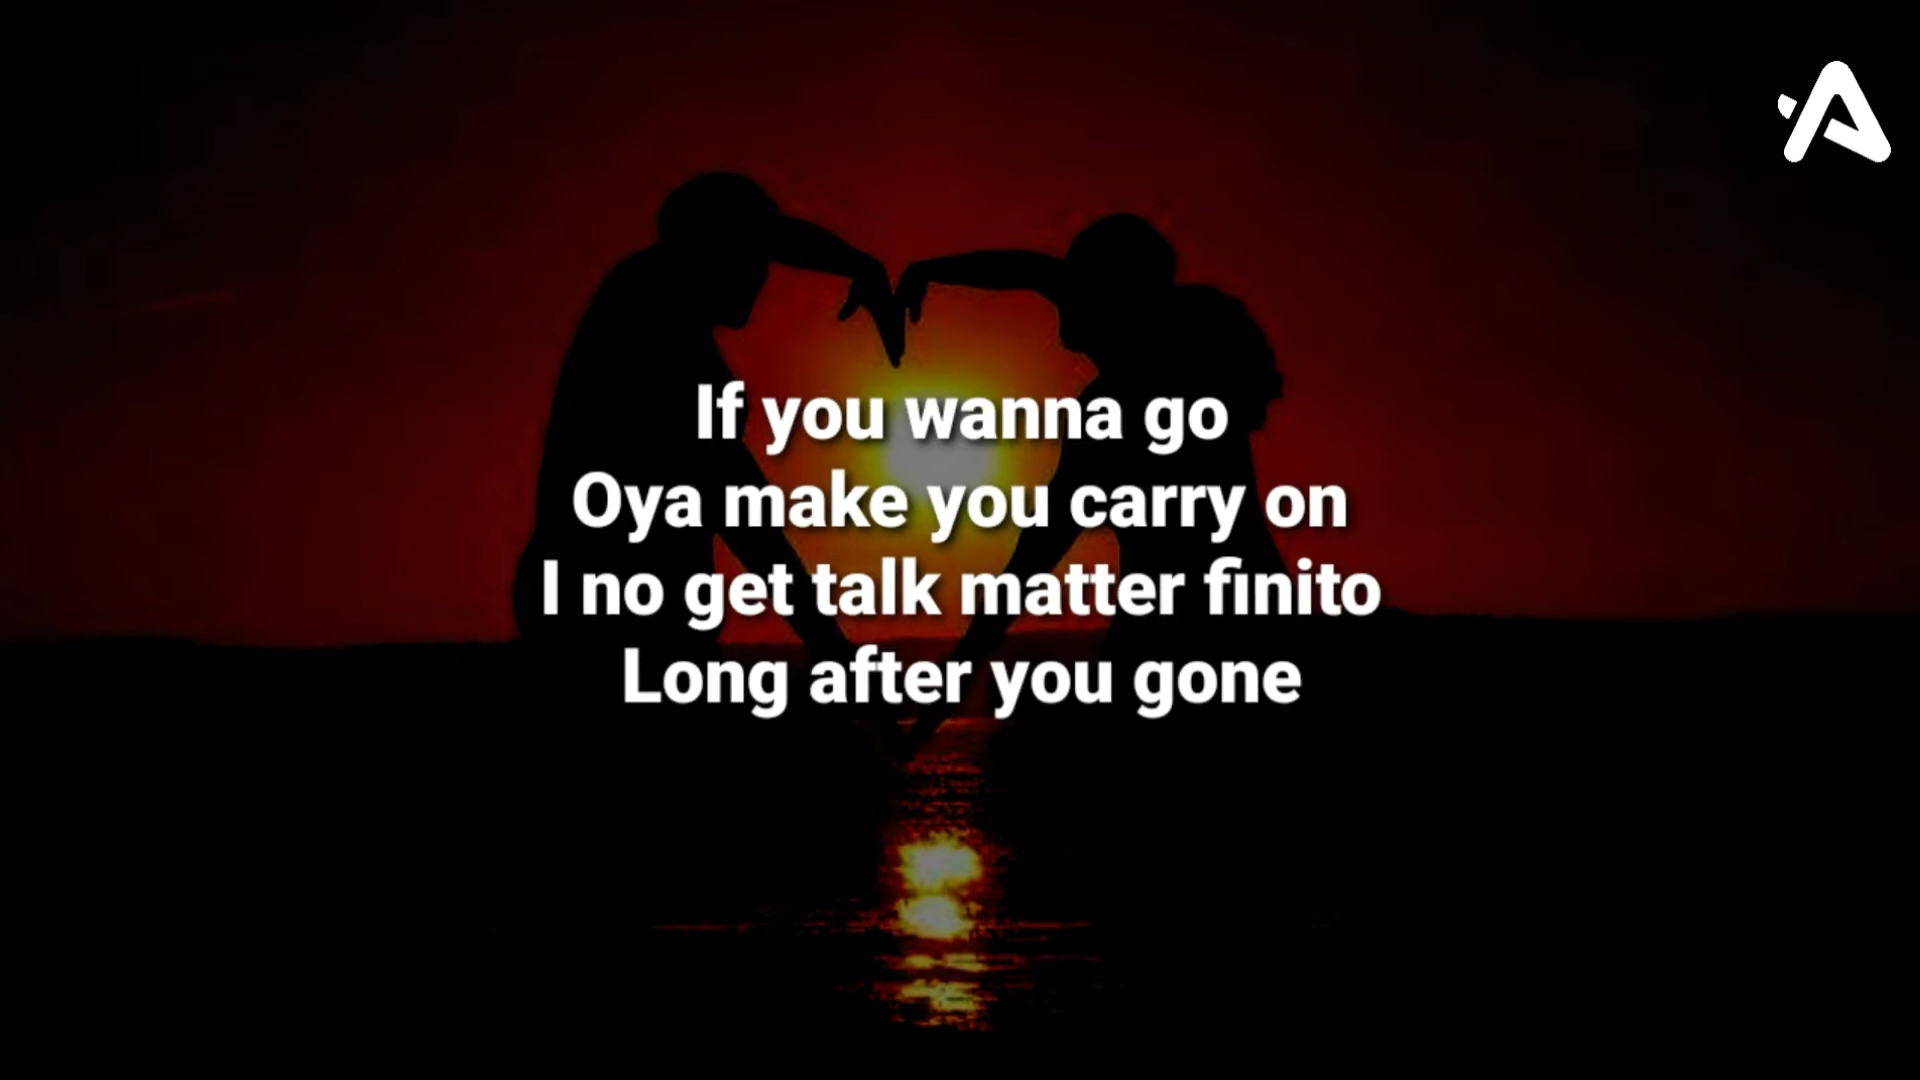 If you wanna go
Oya make you carry on
I no get talk matter finito
Long after you gone